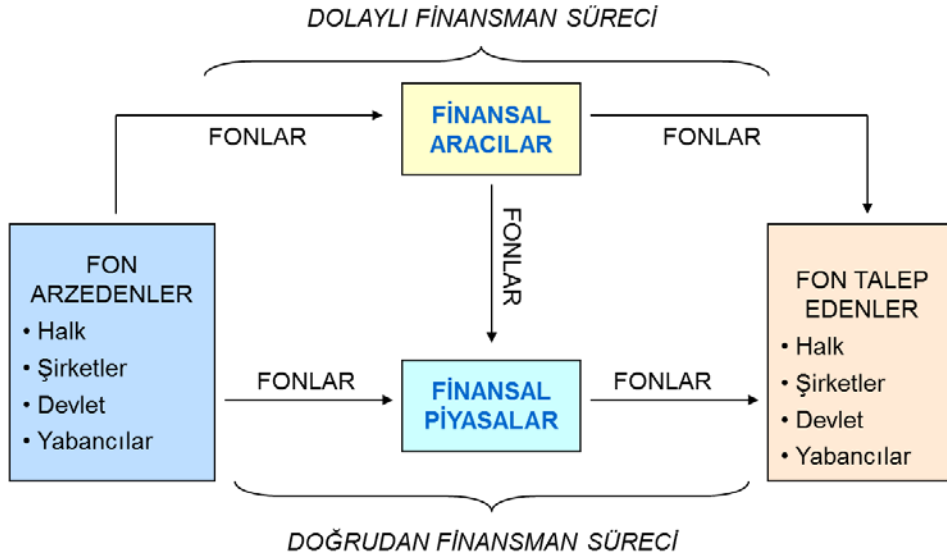 DOLAYLI FİNANSMAN SÜRECİ
FİNANSAL
ARACILAR
FONLAR
FONLAR
FONLAR
FON
ARZEDENLER
• Halk
• Şirketler
• Devlet
• Yabancılar
FON TALEP
EDENLER
• Halk
• Şirketler
• Devlet
• Yabancılar
FONLAR
FİNANSAL
PİYASALAR
FONLAR
DOĞRUDAN FİNANSMAN SÜRECİ